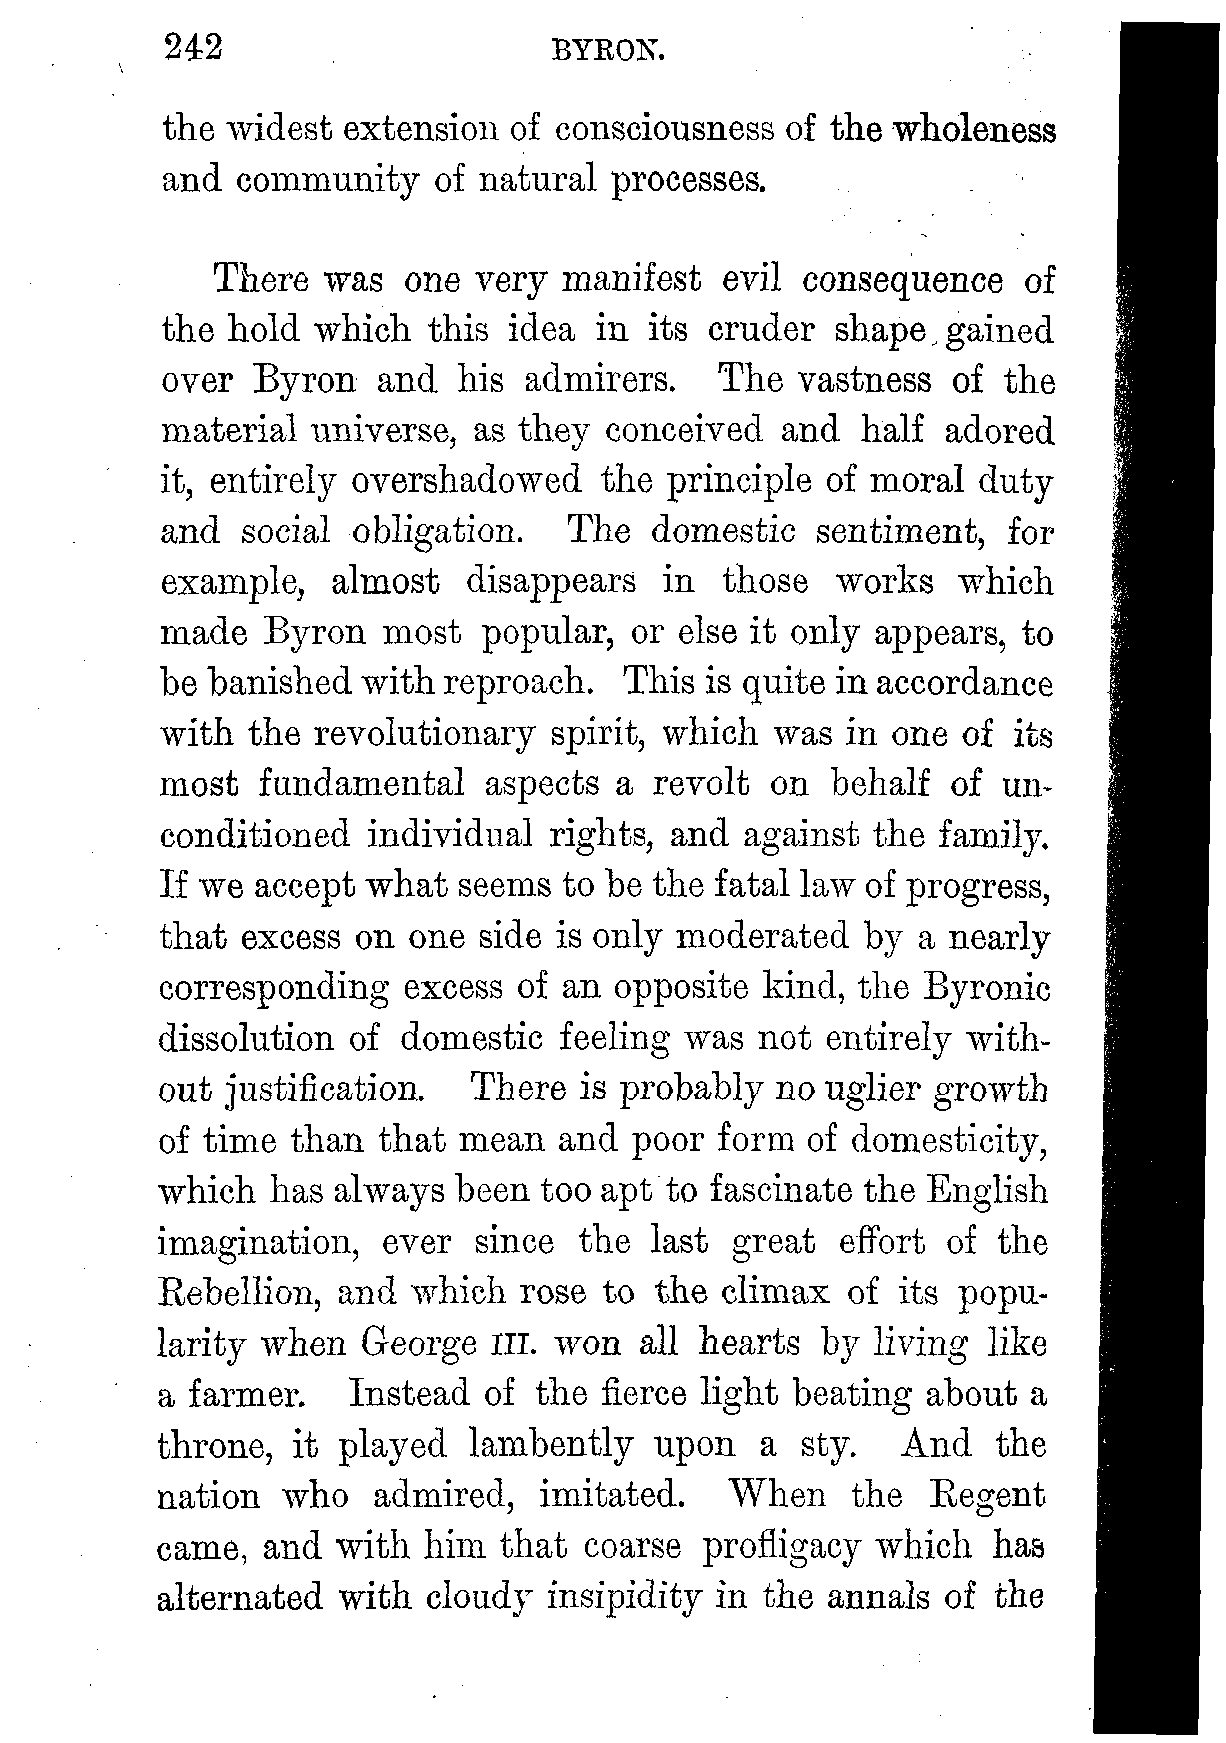 242 BYRON.
the widest extension of consciousness of the wholeness
and community of natural processes.
There was one very manifest evil consequence of
the hold which this idea in its cruder shape gained
over Byron and his admirers. The vastness of the
material universe, as they conceived and half adored
it, entirely overshadowed the principle of moral duty
and social obligation. The domestic sentiment, for
example, almost disappears in those works which
made Byron most popular, or else it only appears, to
be banished with reproach. This is quite in accordance
with the revolutionary spirit, which was in one of its
most fundamental aspects a revolt on behalf of un-
conditioned individual rights, and against the family.
If we accept what seems to be the fatal law of progress,
that excess on one side is only moderated by a nearly
corresponding excess of an opposite kind, the Byronic
dissolution of domestic feeling was not entirely with-
out justification. There is probably no uglier growth
of time than that mean and poor form of domesticity,
which has always been too apt to fascinate the English
imagination, ever since the last great effort of the
Rebellion, and which rose to the climax of its popu-
larity when George III. won all hearts by living like
a farmer. Instead of the fierce light beating about a
throne, it played lambently upon a sty. And the
nation who admired, imitated. When the Regent
came, and with him that coarse profligacy which has
alternated with cloudy insipidity in the annals of the